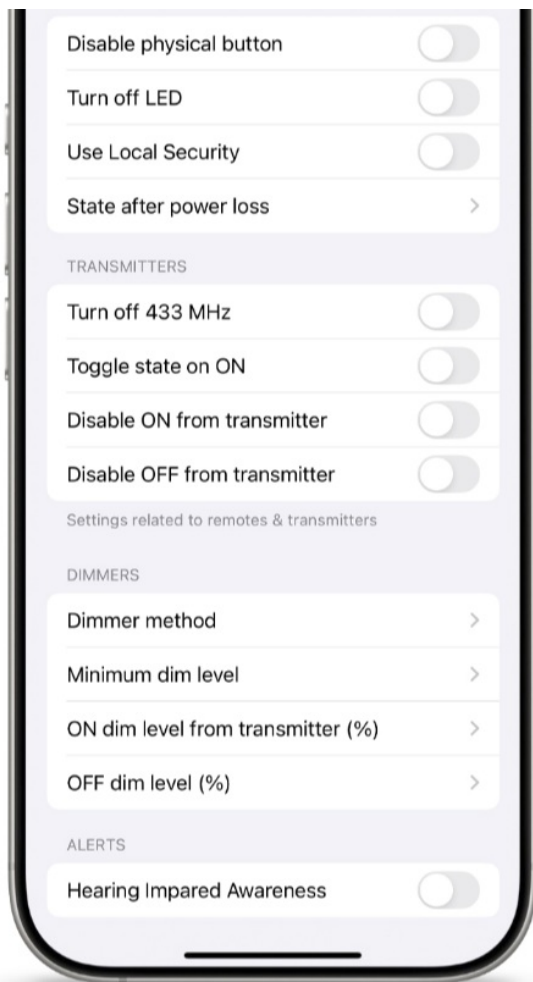 Disable physical button
Turn off LED
Use Local Security
State after power loss
TRANSMITTERS
Turn off 433 MHz
Toggle state on ON
Disable ON from transmitter
Disable OFF from transmitter
Settings related to remotes & transmitters
DIMMERS
Dimmer method
Minimum dim level
ON dim level from transmitter (%)
OFF dim level (%)
ALERTS
Hearing Impared Awareness